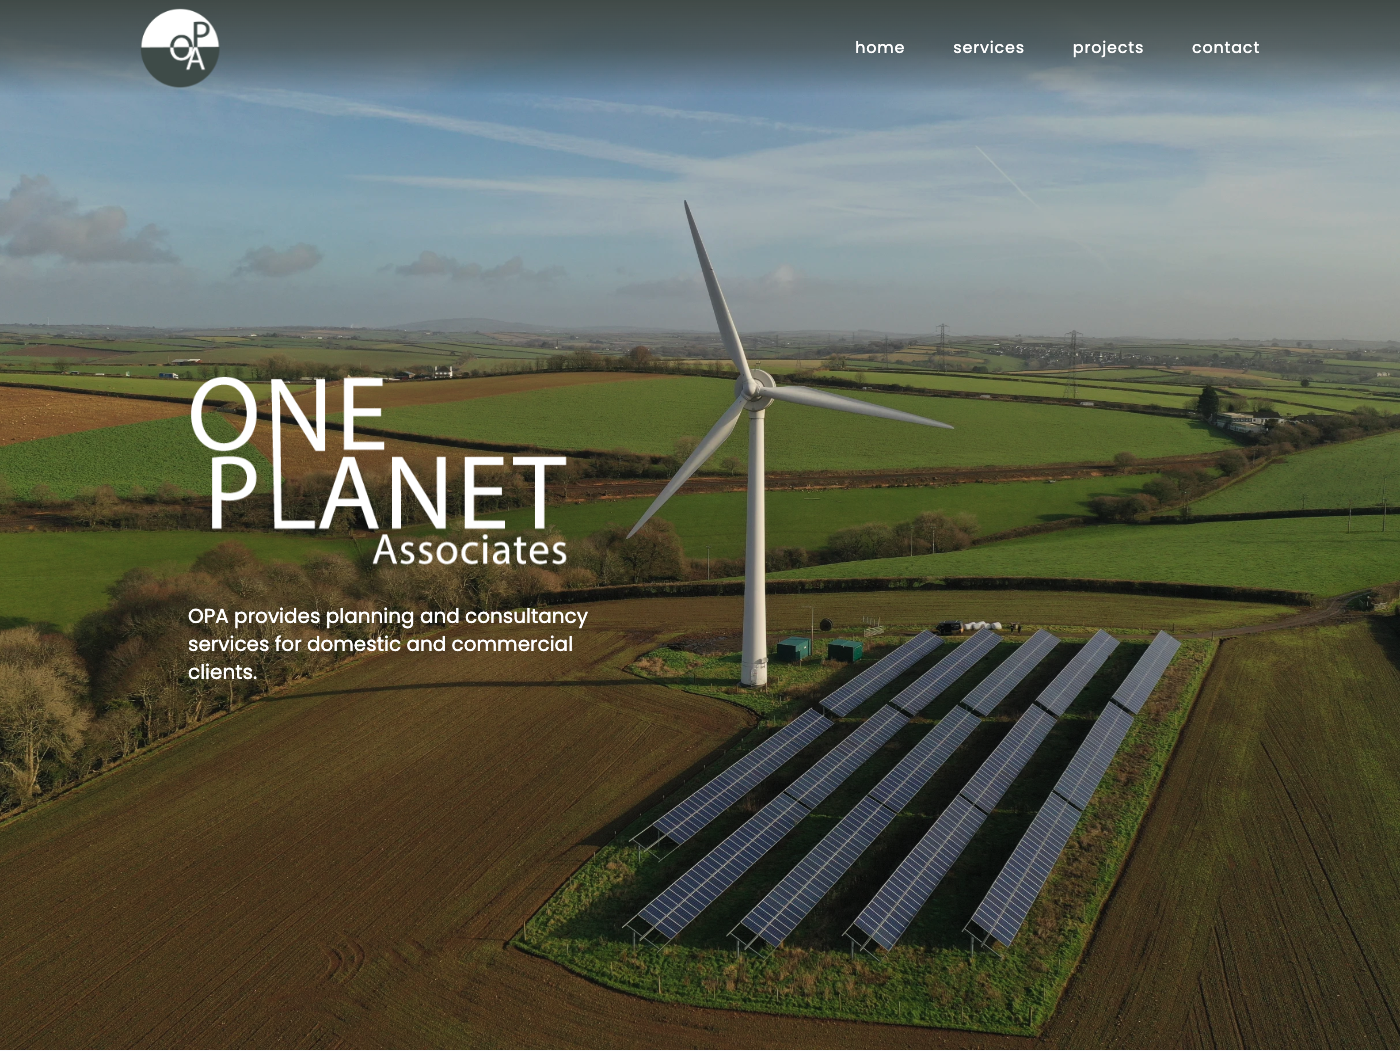 OPA
home services projects contact
ONE
PLANET
Associates
OPA provides planning and consultancy
services for domestic and commercial
clients.